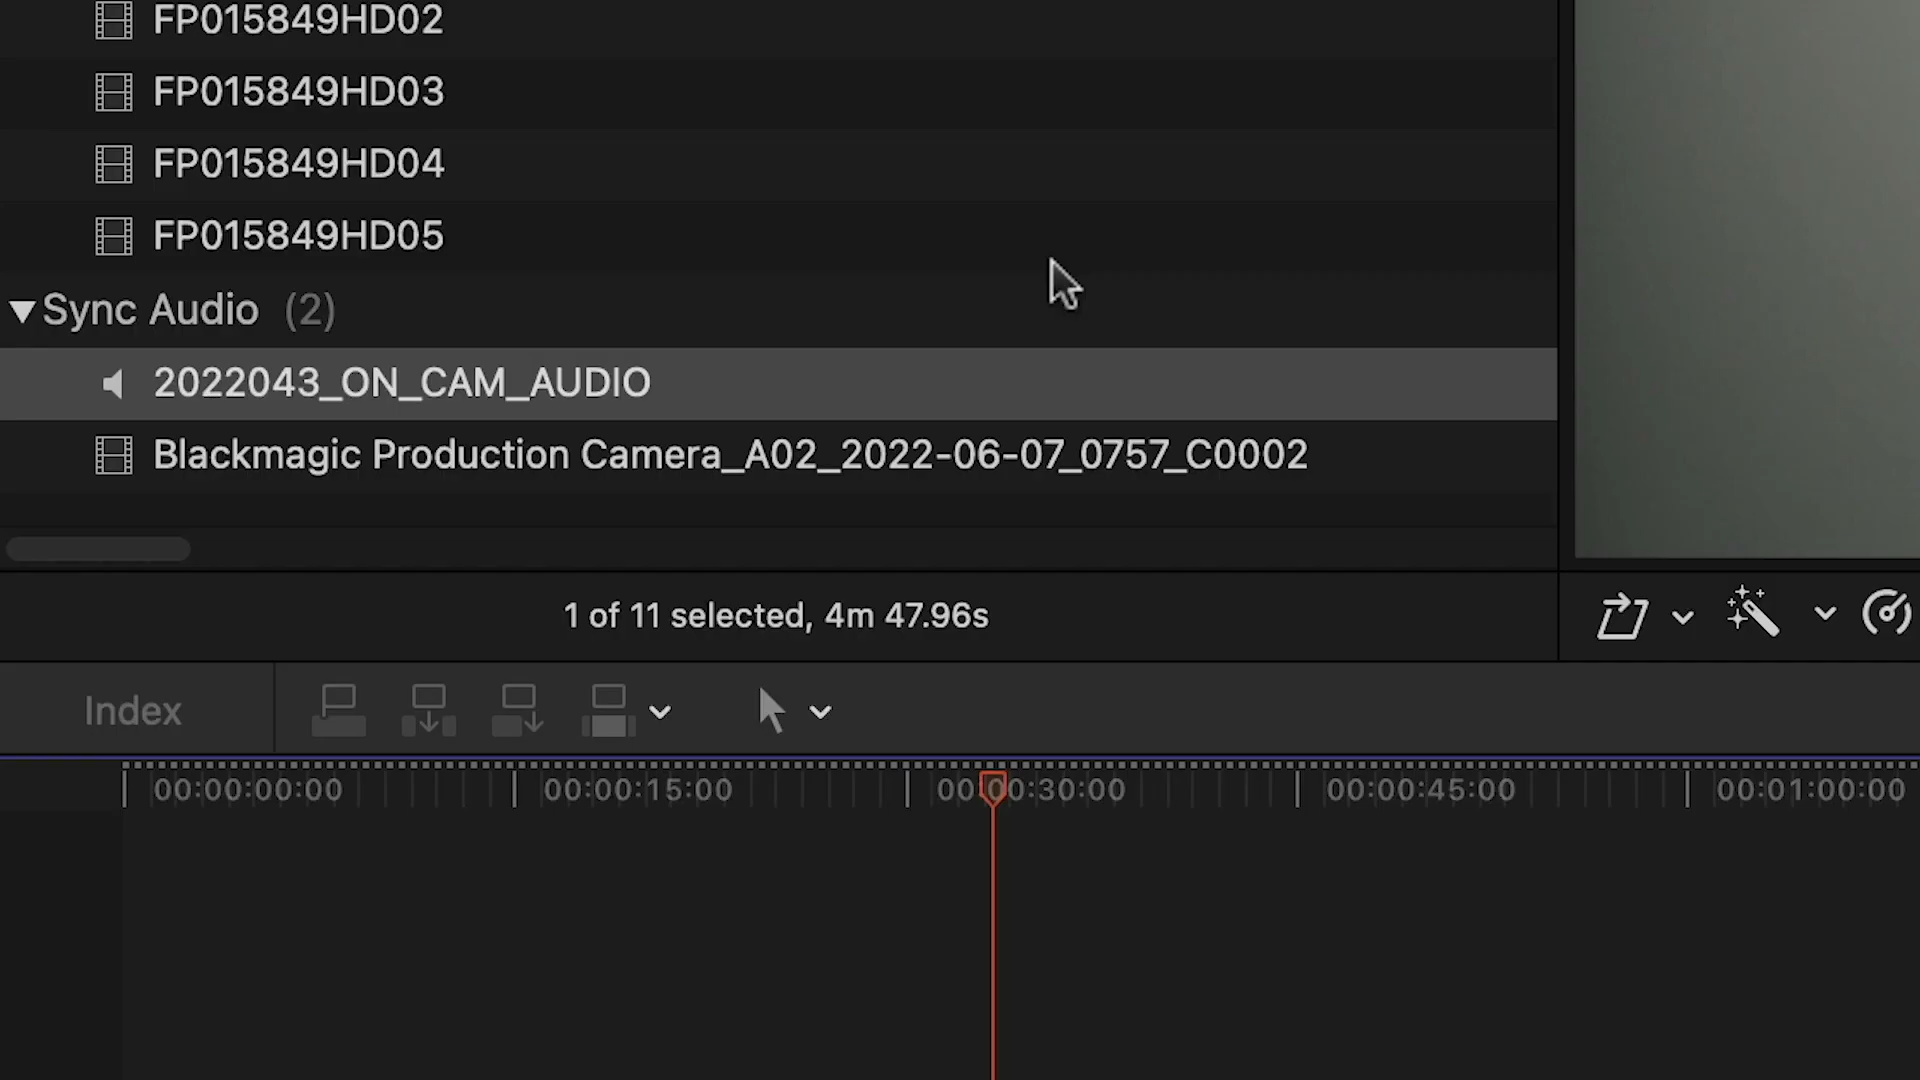 FP015849HD02
FP015849HD03
FP015849HD04
FP015849HD05
Sync Audio (2)
2022043_ON_CAM_AUDIO
Blackmagic Production Camera_A02_2022-06-07_0757_C0002
1 of 11 selected, 4m 47.96s
Index
00:00:00:00 00:00:15:00 00:00:30:00 00:00:45:00 00:01:00:00